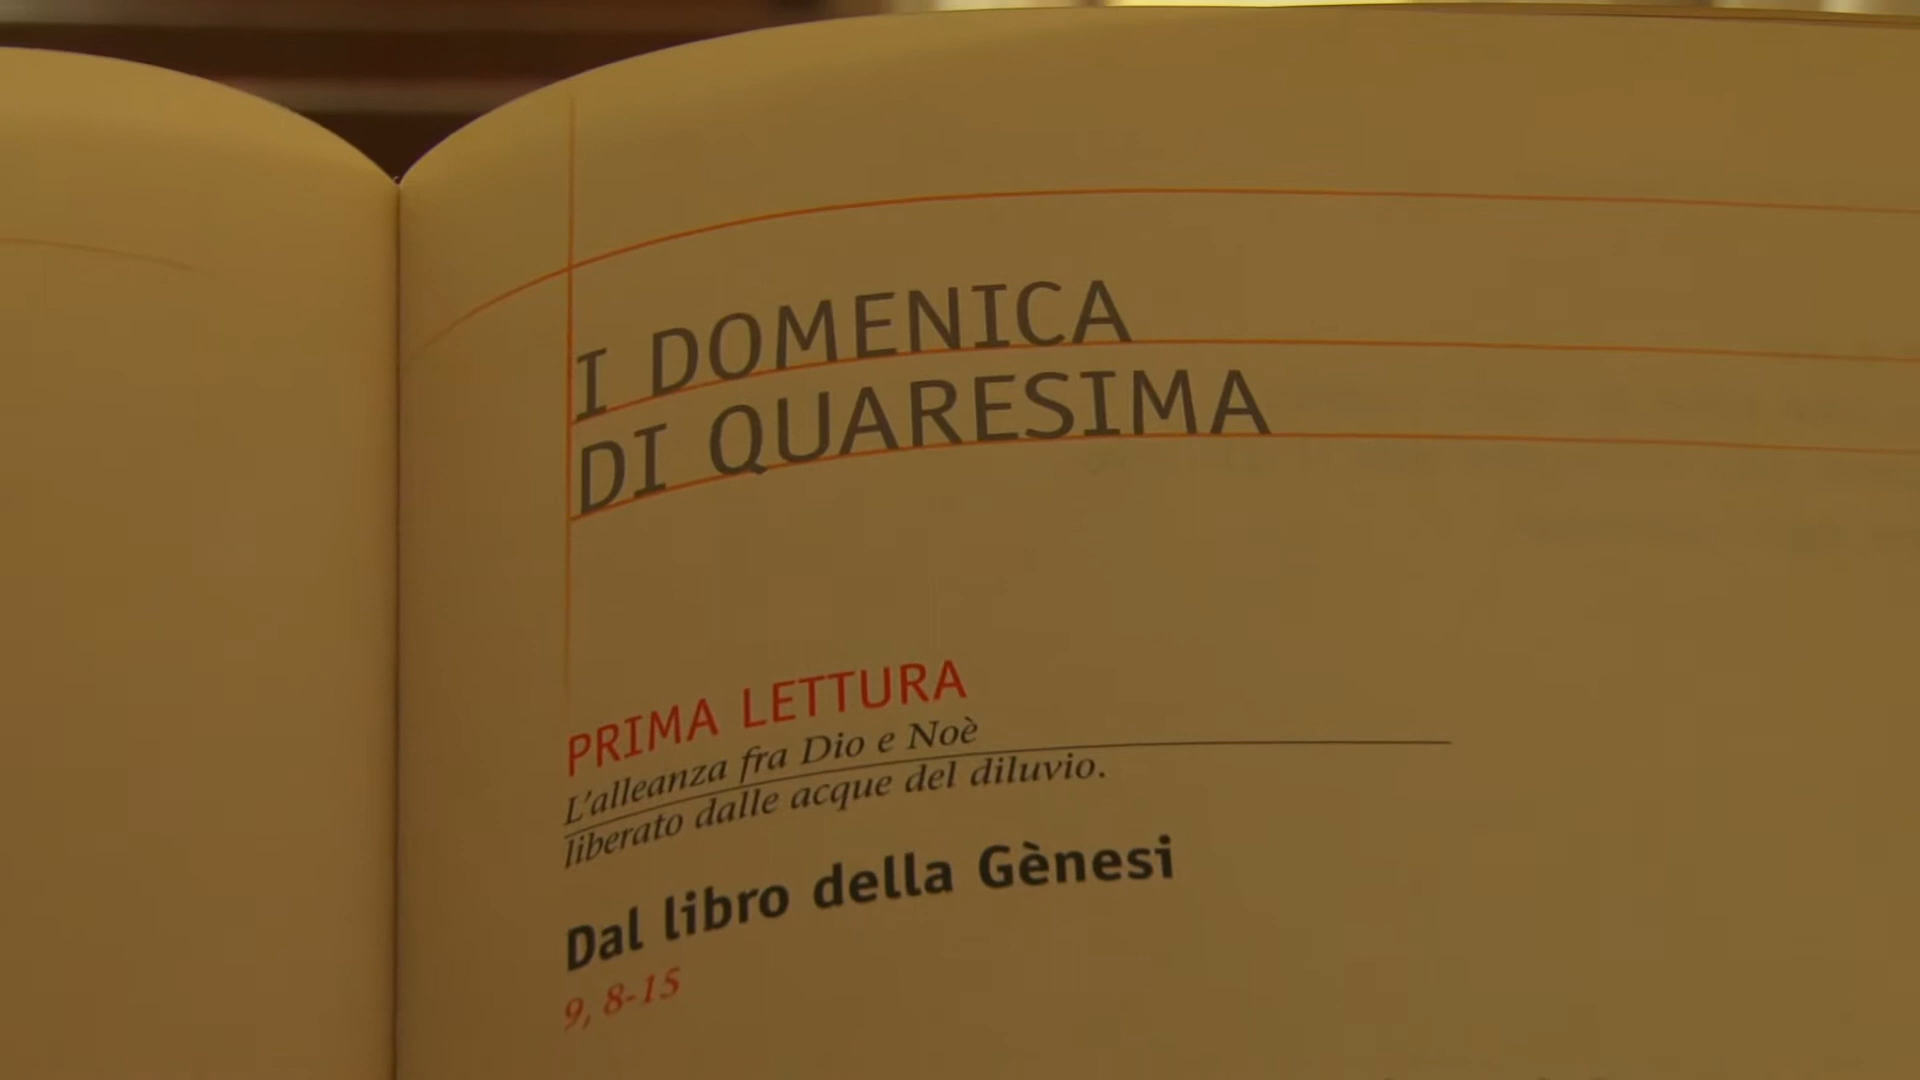 I DOMENICA
DI QUARESIMA
PRIMA LETTURA
L'alleanza fra Dio e Noè
liberato dalle acque del diluvio.
Dal libro della Gènesi
9, 8-15